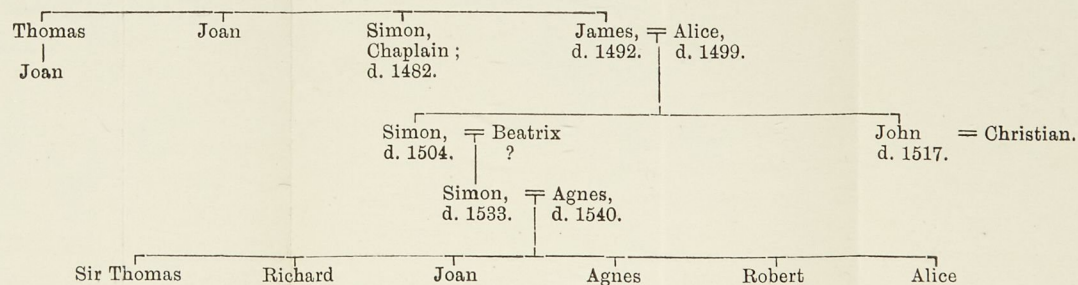 Thomas Joan Simon, James, = Alice,
Chaplain ; d. 1492. d. 1499.
Joan d. 1482.
Simon, = Beatrix John = Christian.
d. 1504. ? d. 1517.
Simon, = Agnes,
d. 1533. d. 1540.
Sir Thomas Richard Joan Agnes Robert Alice